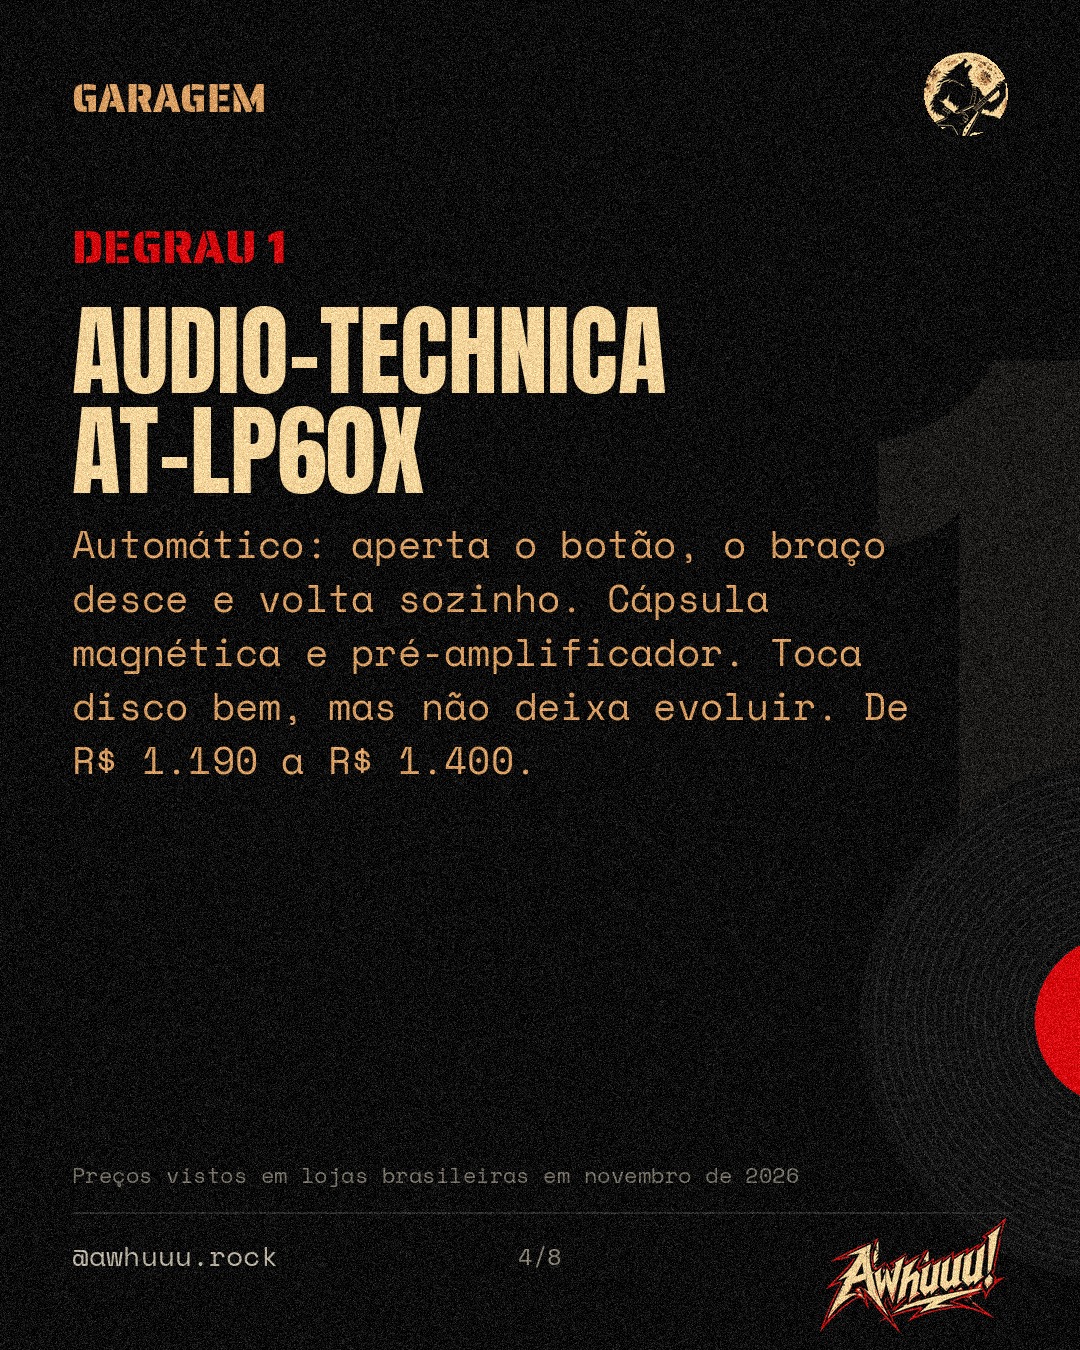 GARAGEM
DEGRAU 1
AUDIO-TECHNICA
AT-LP60X
Automático: aperta o botão, o braço
desce e volta sozinho. Cápsula
magnética e pré-amplificador. Toca
disco bem, mas não deixa evoluir. De
R$ 1.190 a R$ 1.400.
1
Preços vistos em lojas brasileiras em novembro de 2026
@awhuuu.rock
4/8
Awhuuu!